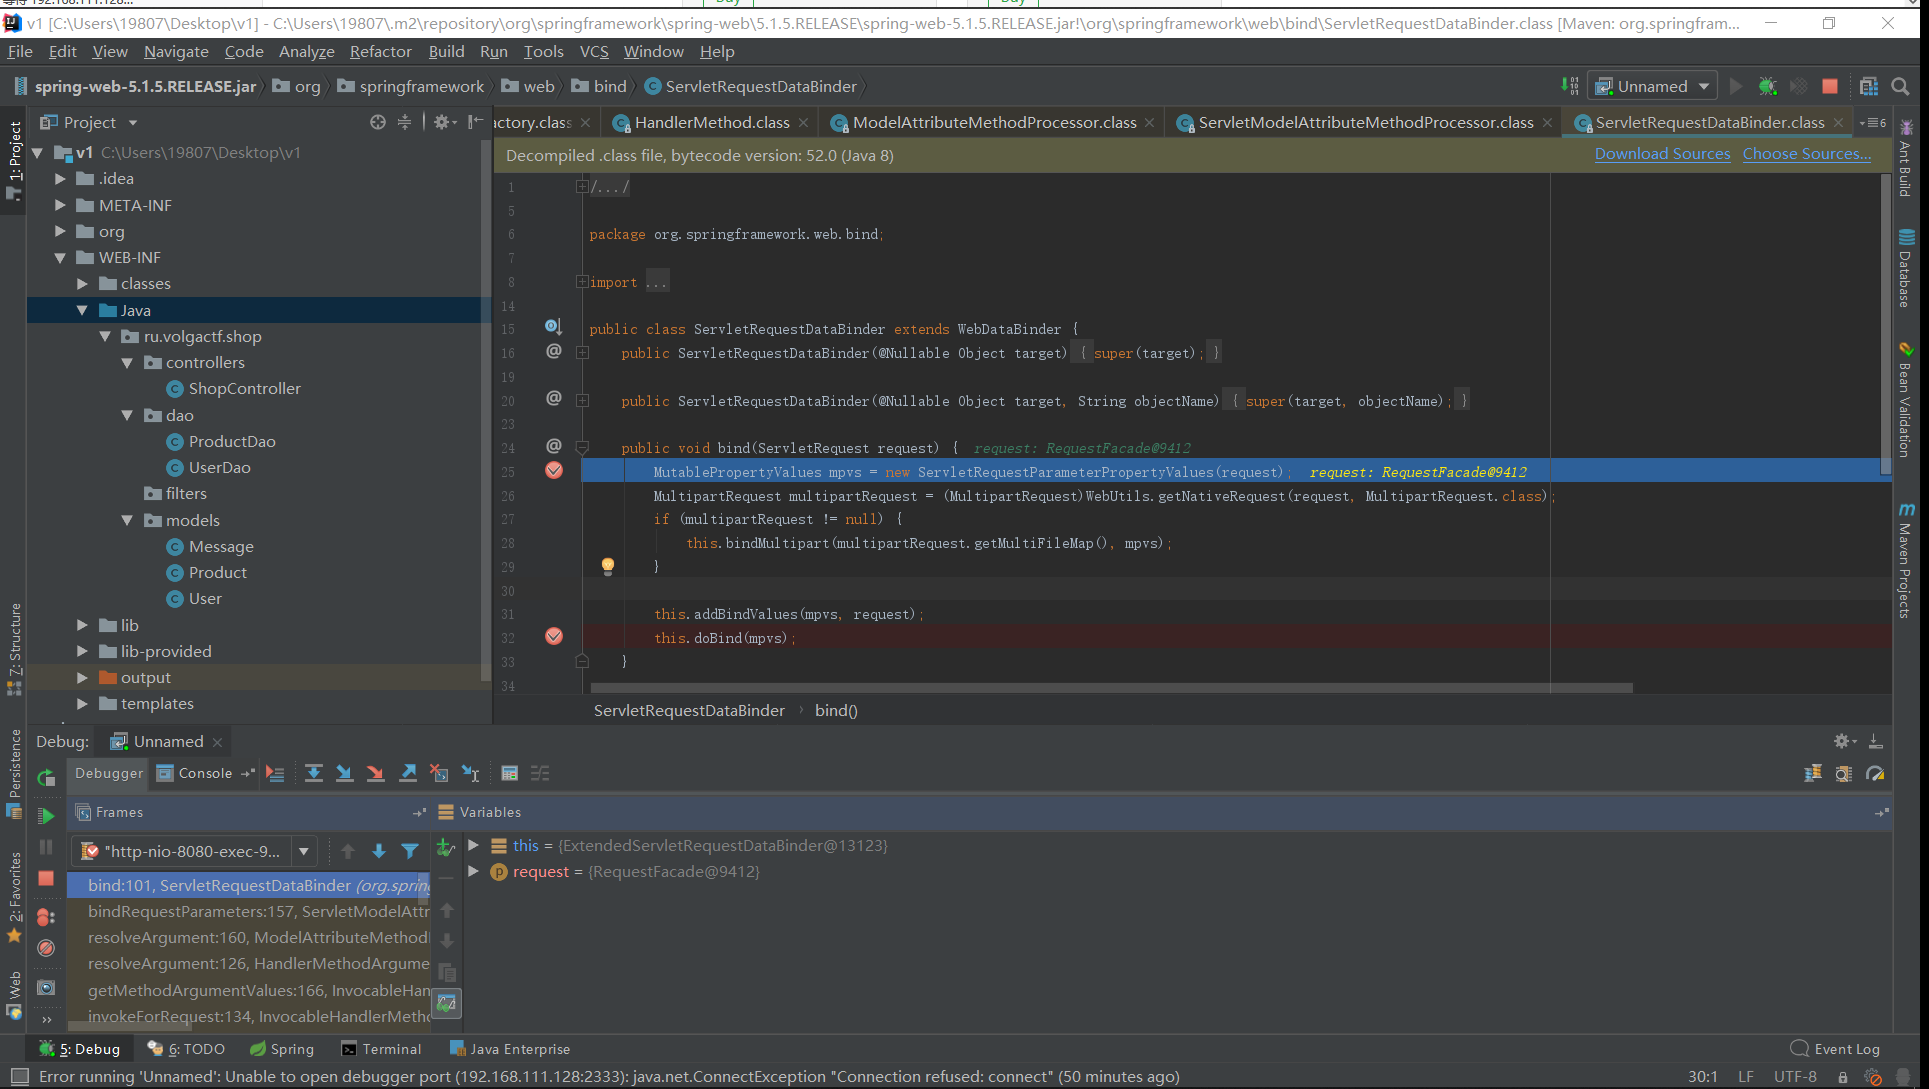 v1 [C:\Users\19807\Desktop\v1] - C:\Users\19807\.m2\repository\org\springframework\spring-web\5.1.5.RELEASE\spring-web-5.1.5.RELEASE.jar!\org\springframework\web\bind\ServletRequestDataBinder.class [Maven: org.springfram...
File Edit View Navigate Code Analyze Refactor Build Run Tools VCS Window Help
spring-web-5.1.5.RELEASE.jar org springframework web bind ServletRequestDataBinder Unnamed
Project
actory.class HandlerMethod.class ModelAttributeMethodProcessor.class ServletModelAttributeMethodProcessor.class ServletRequestDataBinder.class 6
Decompiled .class file, bytecode version: 52.0 (Java 8) Download Sources Choose Sources...
1: Project
Z: Structure
Persistence
2: Favorites
Web
v1 C:\Users\19807\Desktop\v1
.idea
META-INF
org
WEB-INF
classes
Java
ru.volgactf.shop
controllers
ShopController
dao
ProductDao
UserDao
filters
models
Message
Product
User
lib
lib-provided
output
templates
1 /.../
5
6 package org.springframework.web.bind;
7
8 import ...
14
15 public class ServletRequestDataBinder extends WebDataBinder {
16 public ServletRequestDataBinder(@Nullable Object target) { super(target); }
19
20 public ServletRequestDataBinder(@Nullable Object target, String objectName) { super(target, objectName); }
23
24 public void bind(ServletRequest request) { request: RequestFacade@9412
25 MutablePropertyValues mpvs = new ServletRequestParameterPropertyValues(request); request: RequestFacade@9412
26 MultipartRequest multipartRequest = (MultipartRequest)WebUtils.getNativeRequest(request, MultipartRequest.class);
27 if (multipartRequest != null) {
28 this.bindMultipart(multipartRequest.getMultiFileMap(), mpvs);
29 }
30
31 this.addBindValues(mpvs, request);
32 this.doBind(mpvs);
33 }
34
ServletRequestDataBinder bind()
Ant Build
Database
Bean Validation
Maven Projects
Debug: Unnamed
Debugger Console
Frames Variables
"http-nio-8080-exec-9...
bind:101, ServletRequestDataBinder (org.spring
bindRequestParameters:157, ServletModelAttr
resolveArgument:160, ModelAttributeMethod
resolveArgument:126, HandlerMethodArgume
getMethodArgumentValues:166, InvocableHan
invokeForRequest:134, InvocableHandlerMetho
this = {ExtendedServletRequestDataBinder@13123}
request = {RequestFacade@9412}
5: Debug 6: TODO Spring Terminal Java Enterprise Event Log
Error running 'Unnamed': Unable to open debugger port (192.168.111.128:2333): java.net.ConnectException "Connection refused: connect" (50 minutes ago) 30:1 LF UTF-8